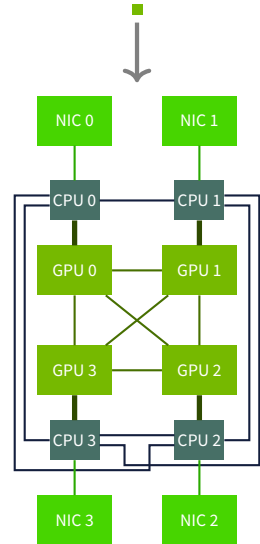 NIC 0
NIC 1
CPU 0
CPU 1
GPU 0
GPU 1
GPU 3
GPU 2
CPU 3
CPU 2
NIC 3
NIC 2